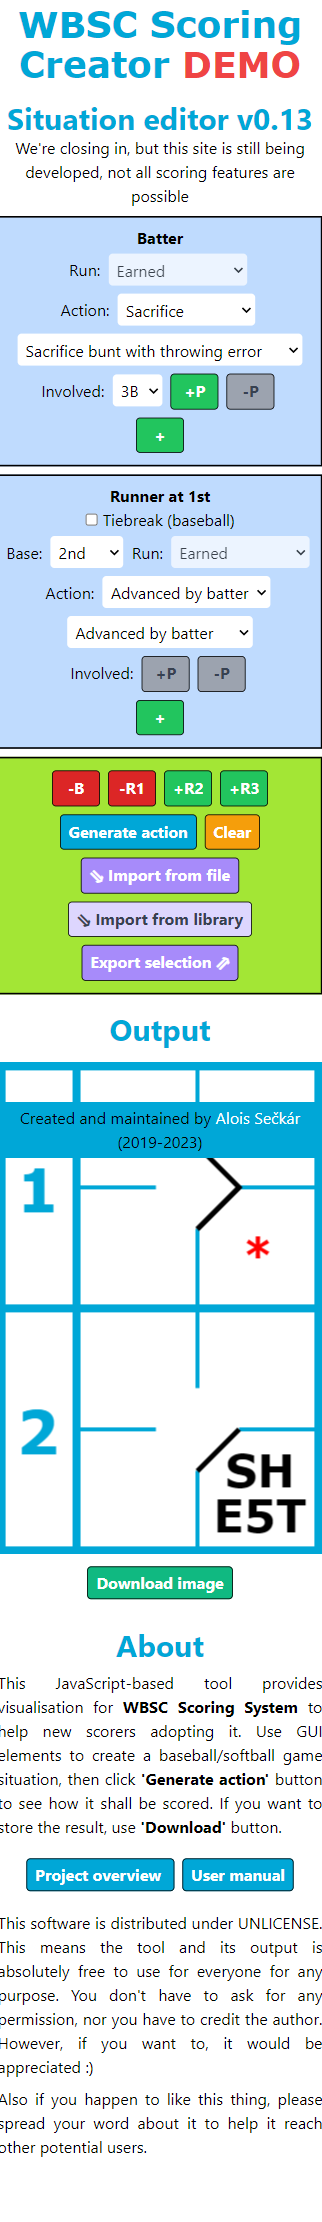 WBSC Scoring
Creator DEMO
Situation editor v0.13
We're closing in, but this site is still being
developed, not all scoring features are
possible
Batter
Run: Earned
Action: Sacrifice
Sacrifice bunt with throwing error
Involved: 3B +P -P
+
Runner at 1st
Tiebreak (baseball)
Base: 2nd Run: Earned
Action: Advanced by batter
Advanced by batter
Involved: +P -P
+
-B -R1 +R2 +R3
Generate action Clear
⇘ Import from file
⇘ Import from library
Export selection ⇗
Output
Created and maintained by Alois Sečkár
(2019-2023)
1
*
2
SH
E5T
Download image
About
This JavaScript-based tool provides
visualisation for WBSC Scoring System to
help new scorers adopting it. Use GUI
elements to create a baseball/softball game
situation, then click 'Generate action' button
to see how it shall be scored. If you want to
store the result, use 'Download' button.
Project overview User manual
This software is distributed under UNLICENSE.
This means the tool and its output is
absolutely free to use for everyone for any
purpose. You don't have to ask for any
permission, nor you have to credit the author.
However, if you want to, it would be
appreciated :)
Also if you happen to like this thing, please
spread your word about it to help it reach
other potential users.